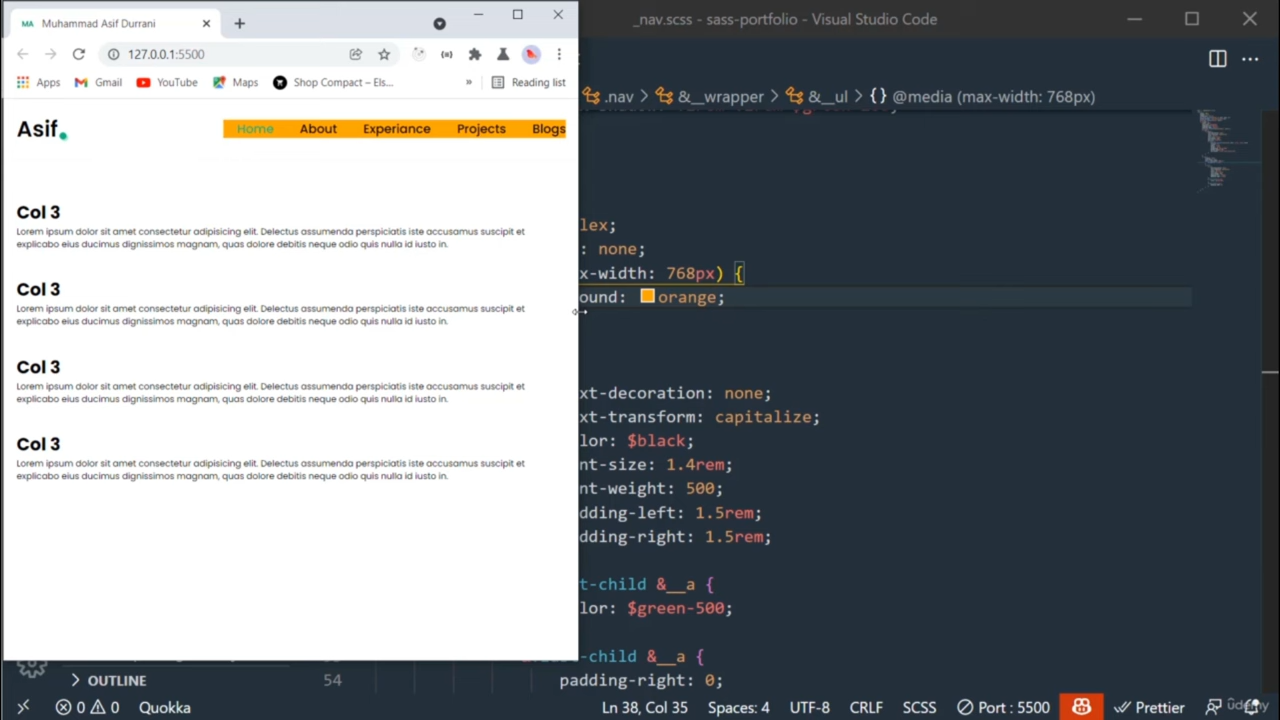 MA Muhammad Asif Durrani
127.0.0.1:5500
Apps Gmail YouTube Maps Shop Compact – Els... » Reading list
Asif.
Home About Experiance Projects Blogs
Col 3
Lorem ipsum dolor sit amet consectetur adipisicing elit. Delectus assumenda perspiciatis iste accusamus suscipit et
explicabo eius ducimus dignissimos magnam, quas dolore debitis neque odio quis nulla id iusto in.
Col 3
Lorem ipsum dolor sit amet consectetur adipisicing elit. Delectus assumenda perspiciatis iste accusamus suscipit et
explicabo eius ducimus dignissimos magnam, quas dolore debitis neque odio quis nulla id iusto in.
Col 3
Lorem ipsum dolor sit amet consectetur adipisicing elit. Delectus assumenda perspiciatis iste accusamus suscipit et
explicabo eius ducimus dignissimos magnam, quas dolore debitis neque odio quis nulla id iusto in.
Col 3
Lorem ipsum dolor sit amet consectetur adipisicing elit. Delectus assumenda perspiciatis iste accusamus suscipit et
explicabo eius ducimus dignissimos magnam, quas dolore debitis neque odio quis nulla id iusto in.
_nav.scss - sass-portfolio - Visual Studio Code
.nav > &__wrapper > &__ul > {} @media (max-width: 768px)
lex;
: none;
x-width: 768px) {
ound: orange;
xt-decoration: none;
xt-transform: capitalize;
lor: $black;
nt-size: 1.4rem;
nt-weight: 500;
dding-left: 1.5rem;
dding-right: 1.5rem;
t-child &__a {
lor: $green-500;
t-child &__a {
padding-right: 0;
OUTLINE
54
0 0 Quokka
Ln 38, Col 35 Spaces: 4 UTF-8 CRLF SCSS Port : 5500 Prettier
ûdemy